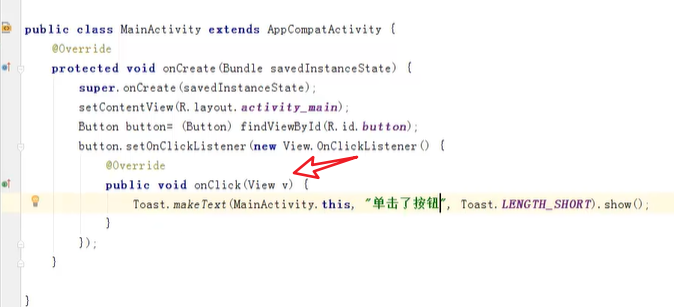 public class MainActivity extends AppCompatActivity {
@Override
protected void onCreate(Bundle savedInstanceState) {
super.onCreate(savedInstanceState);
setContentView(R.layout.activity_main);
Button button= (Button) findViewById(R.id.button);
button.setOnClickListener(new View.OnClickListener() {
@Override
public void onClick(View v) {
Toast.makeText(MainActivity.this, "单击了按钮", Toast.LENGTH_SHORT).show();
}
});
}
}